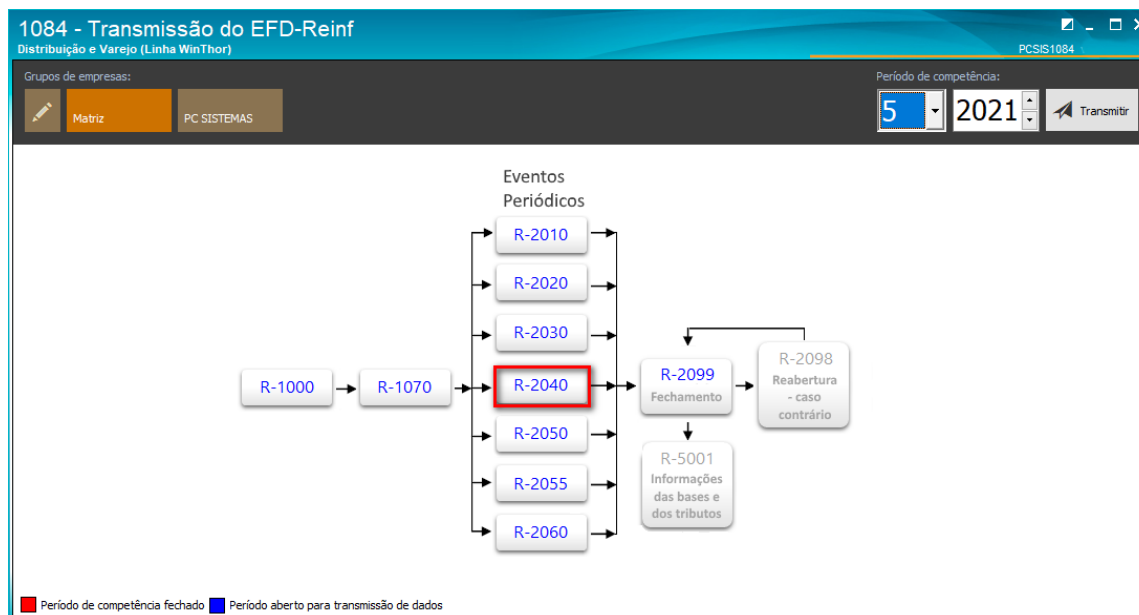 1084 - Transmissão do EFD-Reinf
Distribuição e Varejo (Linha WinThor)
PCSIS1084
Grupos de empresas:
Período de competência:
Matriz
PC SISTEMAS
5
2021
Transmitir
Eventos
Periódicos
R-2010
R-2020
R-2030
R-2040
R-2050
R-2055
R-2060
R-1000
R-1070
R-2099
Fechamento
R-2098
Reabertura
- caso
contrário
R-5001
Informações
das bases e
dos tributos
Período de competência fechado
Período aberto para transmissão de dados